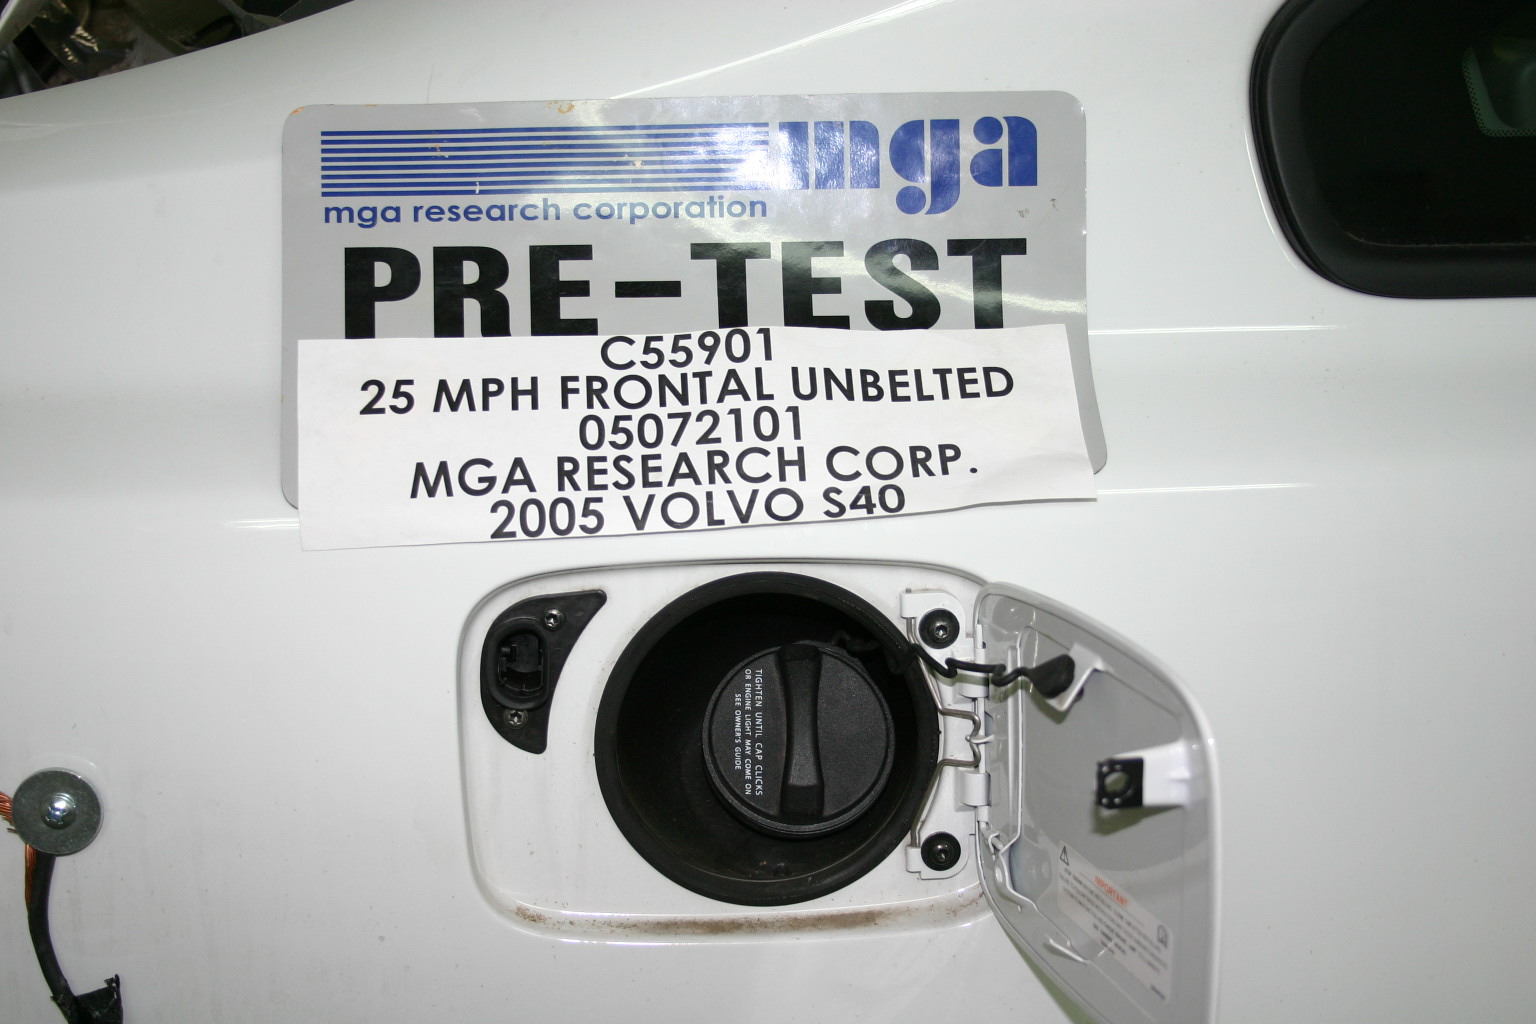 mga
mga research corporation
PRE-TEST
C55901
25 MPH FRONTAL UNBELTED
05072101
MGA RESEARCH CORP.
2005 VOLVO S40
TIGHTEN UNTIL CAP CLICKS
OR ENGINE LIGHT MAY COME ON
SEE OWNER'S GUIDE
IMPORTANT